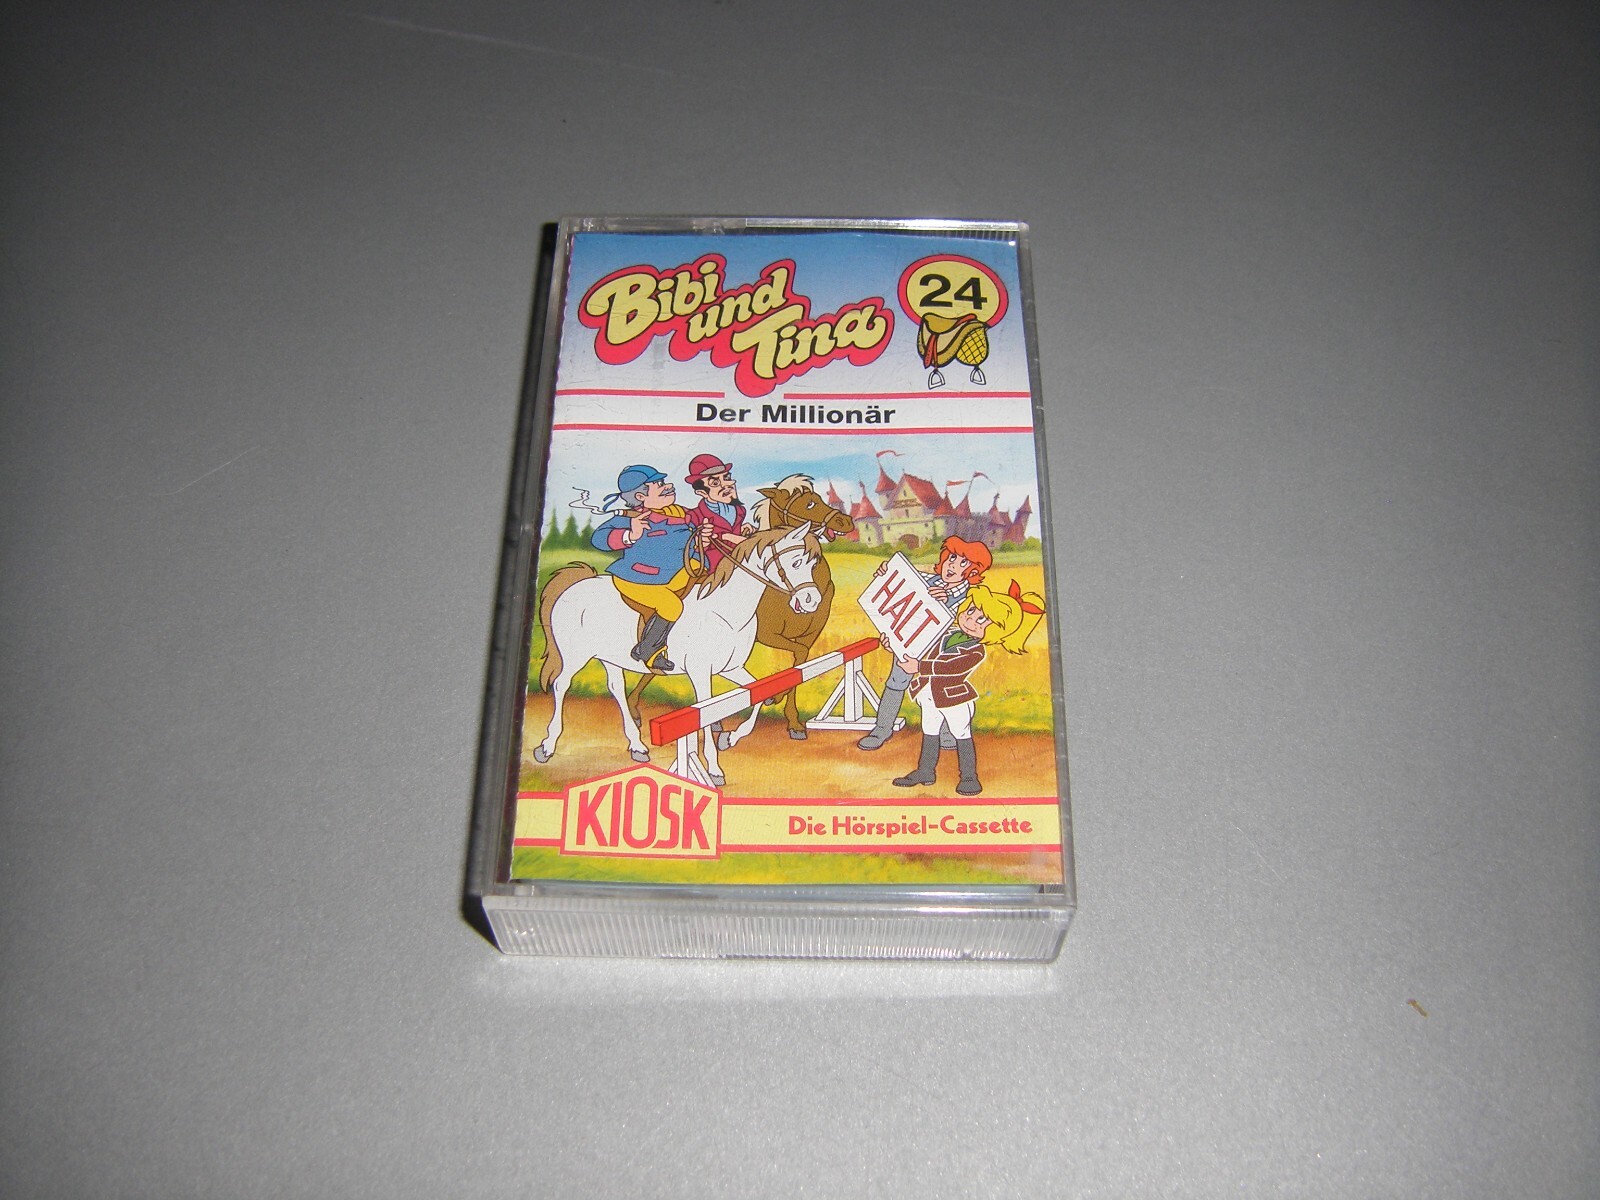 Bibi
und
Tina
24
Der Millionär
HALT
KIOSK
Die Hörspiel-Cassette